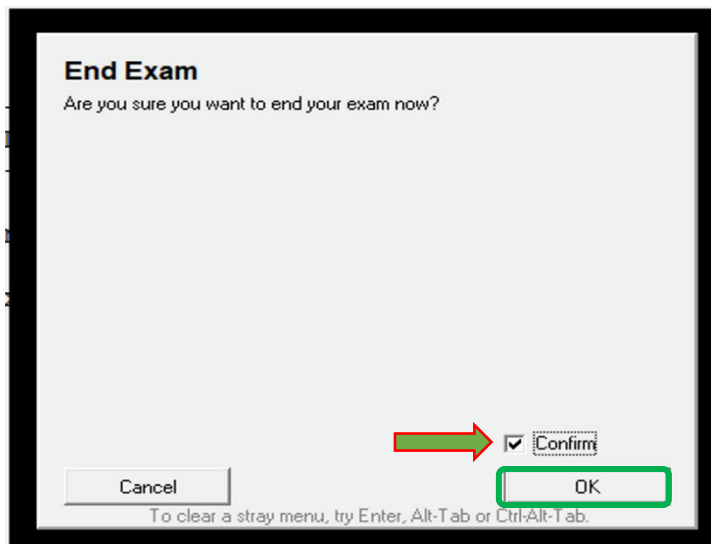 End Exam
Are you sure you want to end your exam now?
Confirm
Cancel
OK
To clear a stray menu, try Enter, Alt-Tab or Ctrl-Alt-Tab.